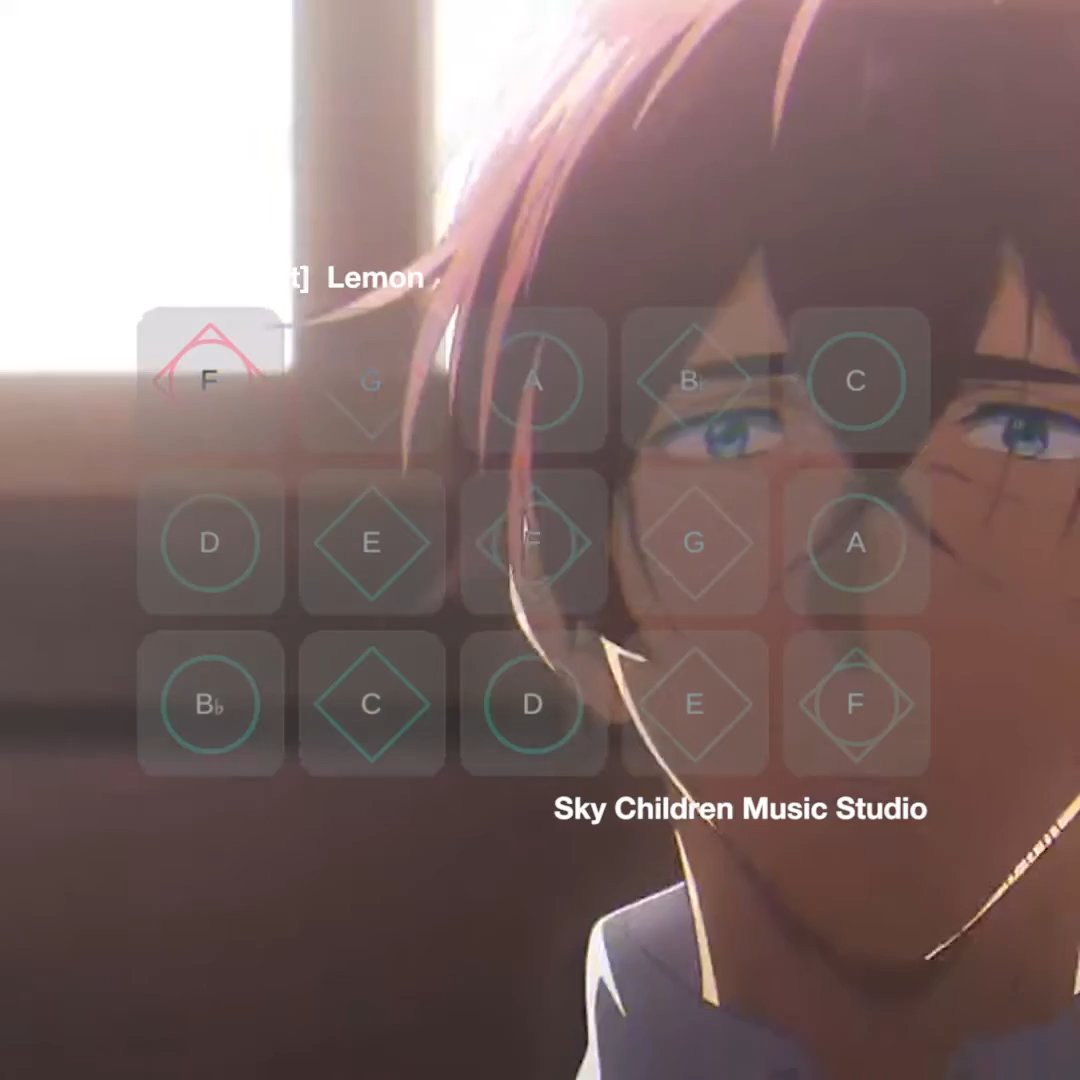 t] Lemon
F G A B♭ C
D E F G A
B♭ C D E F
Sky Children Music Studio